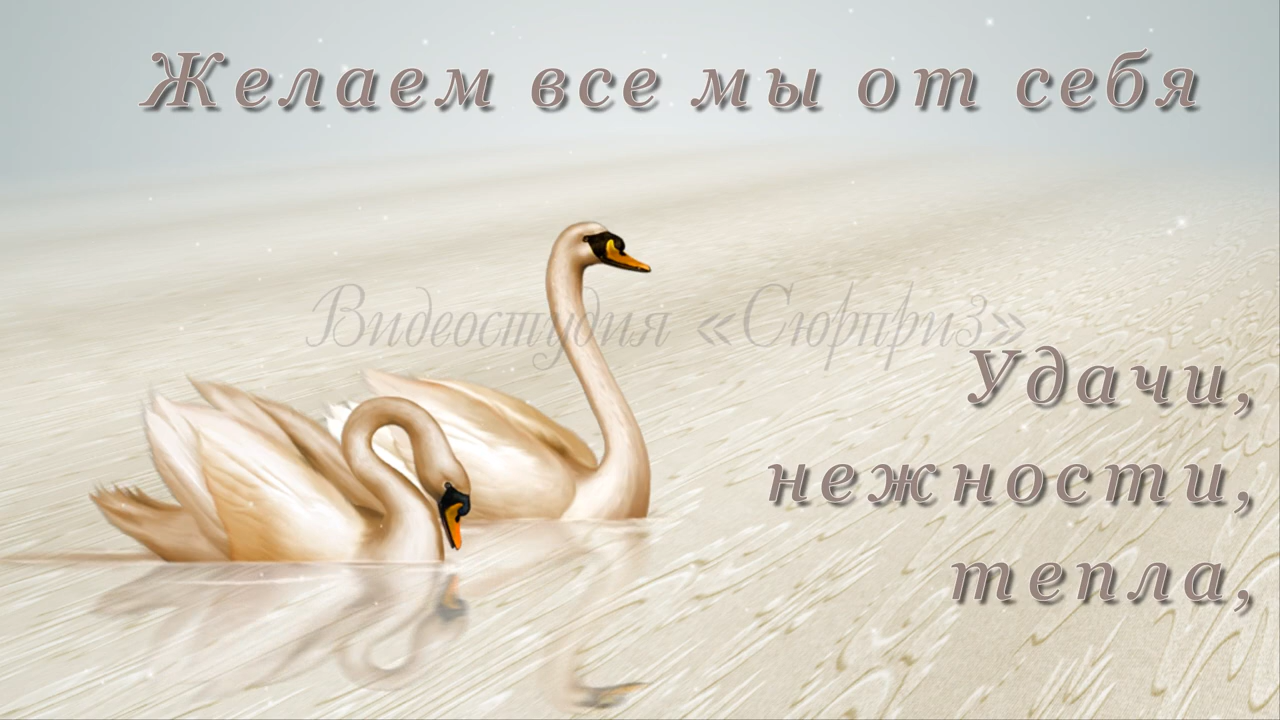 Желаем все мы от себя
Видеостудия «Сюрприз»
Удачи,
нежности,
тепла,